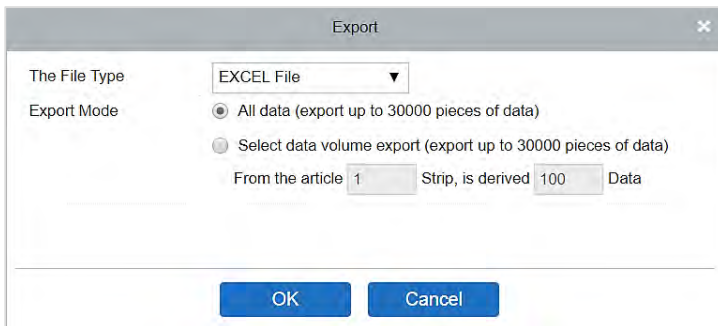 Export
The File Type EXCEL File
Export Mode All data (export up to 30000 pieces of data)
Select data volume export (export up to 30000 pieces of data)
From the article 1 Strip, is derived 100 Data
OK Cancel